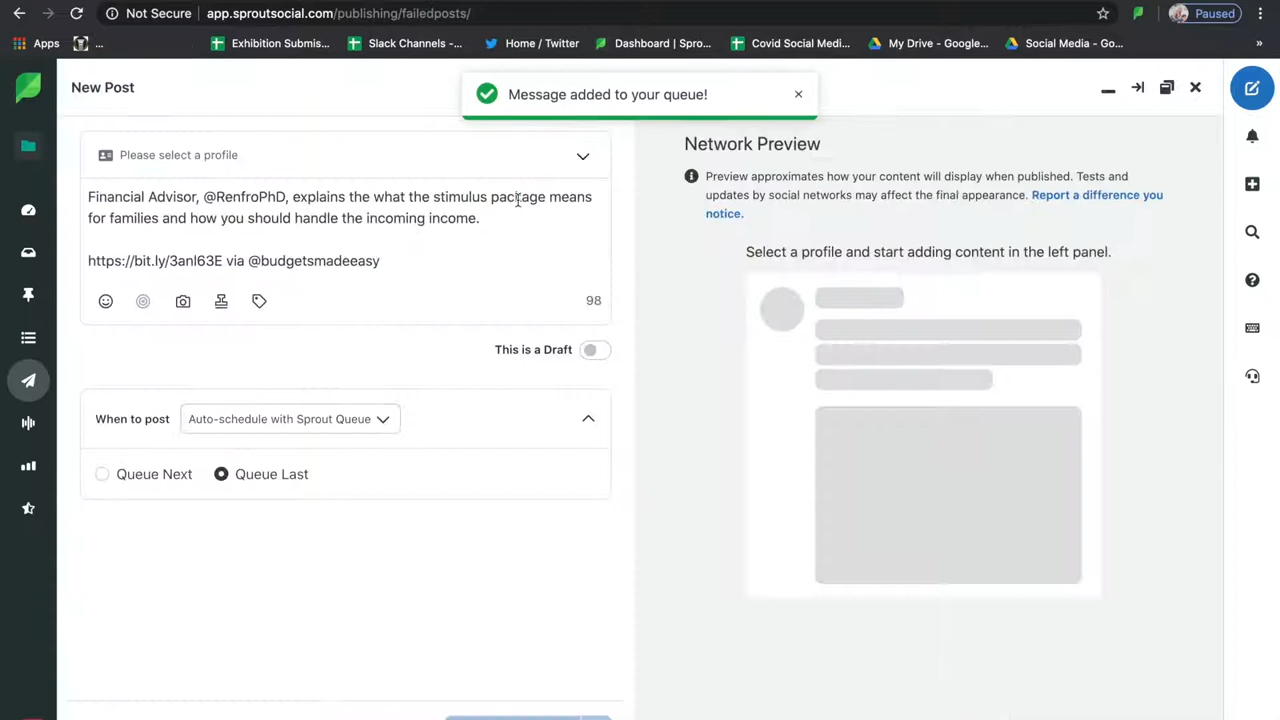 Not Secure | app.sproutsocial.com/publishing/failedposts/
Paused
Apps
...
Exhibition Submis...
Slack Channels -...
Home / Twitter
Dashboard | Spro...
Covid Social Medi...
My Drive - Google...
Social Media - Go...
»
New Post
Message added to your queue!
Please select a profile
Financial Advisor, @RenfroPhD, explains the what the stimulus package means
for families and how you should handle the incoming income.
https://bit.ly/3anl63E via @budgetsmadeeasy
98
This is a Draft
When to post
Auto-schedule with Sprout Queue
Queue Next
Queue Last
Network Preview
Preview approximates how your content will display when published. Tests and
updates by social networks may affect the final appearance. Report a difference you
notice.
Select a profile and start adding content in the left panel.